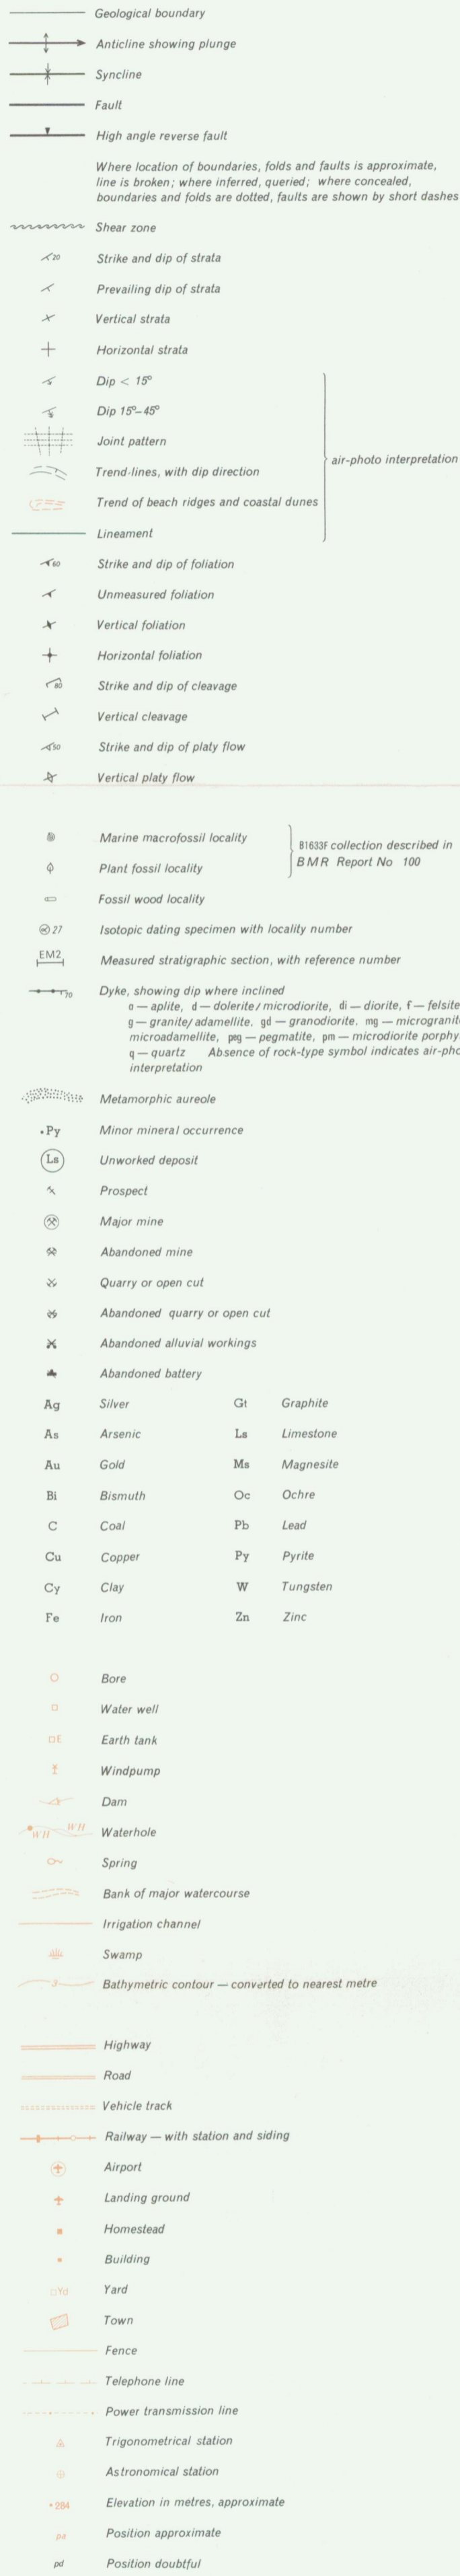 Geological boundary
Anticline showing plunge
Syncline
Fault
High angle reverse fault
Where location of boundaries, folds and faults is approximate,
line is broken; where inferred, queried; where concealed,
boundaries and folds are dotted, faults are shown by short dashes
Shear zone
20 Strike and dip of strata
Prevailing dip of strata
Vertical strata
Horizontal strata
Dip < 15°
Dip 15°–45°
Joint pattern
air-photo interpretation
Trend-lines, with dip direction
Trend of beach ridges and coastal dunes
Lineament
60 Strike and dip of foliation
Unmeasured foliation
Vertical foliation
Horizontal foliation
80 Strike and dip of cleavage
Vertical cleavage
50 Strike and dip of platy flow
Vertical platy flow
Marine macrofossil locality B1633F collection described in
Plant fossil locality BMR Report No 100
Fossil wood locality
27 Isotopic dating specimen with locality number
EM2 Measured stratigraphic section, with reference number
70 Dyke, showing dip where inclined
a — aplite, d — dolerite/microdiorite, di — diorite, f — felsite
g — granite/adamellite, gd — granodiorite, mg — microgranit
microadamellite, peg — pegmatite, pm — microdiorite porphy
q — quartz Absence of rock-type symbol indicates air-pho
interpretation
Metamorphic aureole
Py Minor mineral occurrence
Ls Unworked deposit
Prospect
Major mine
Abandoned mine
Quarry or open cut
Abandoned quarry or open cut
Abandoned alluvial workings
Abandoned battery
Ag Silver Gt Graphite
As Arsenic Ls Limestone
Au Gold Ms Magnesite
Bi Bismuth Oc Ochre
C Coal Pb Lead
Cu Copper Py Pyrite
Cy Clay W Tungsten
Fe Iron Zn Zinc
Bore
Water well
E Earth tank
Windpump
Dam
WH WH Waterhole
Spring
Bank of major watercourse
Irrigation channel
Swamp
3 Bathymetric contour — converted to nearest metre
Highway
Road
Vehicle track
Railway — with station and siding
Airport
Landing ground
Homestead
Building
Yd Yard
Town
Fence
Telephone line
Power transmission line
Trigonometrical station
Astronomical station
284 Elevation in metres, approximate
pa Position approximate
pd Position doubtful